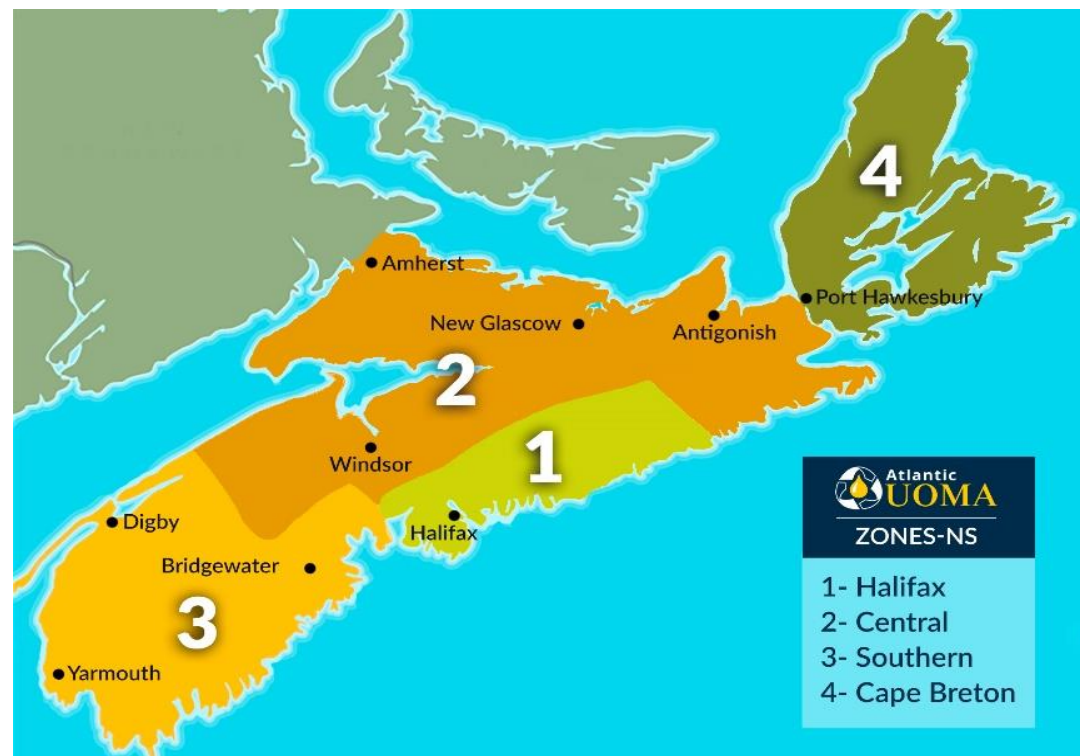 4
Amherst
Port Hawkesbury
New Glascow
Antigonish
2
1
Windsor
Digby
Halifax
Bridgewater
3
Yarmouth
Atlantic
UOMA
ZONES-NS
1- Halifax
2- Central
3- Southern
4- Cape Breton